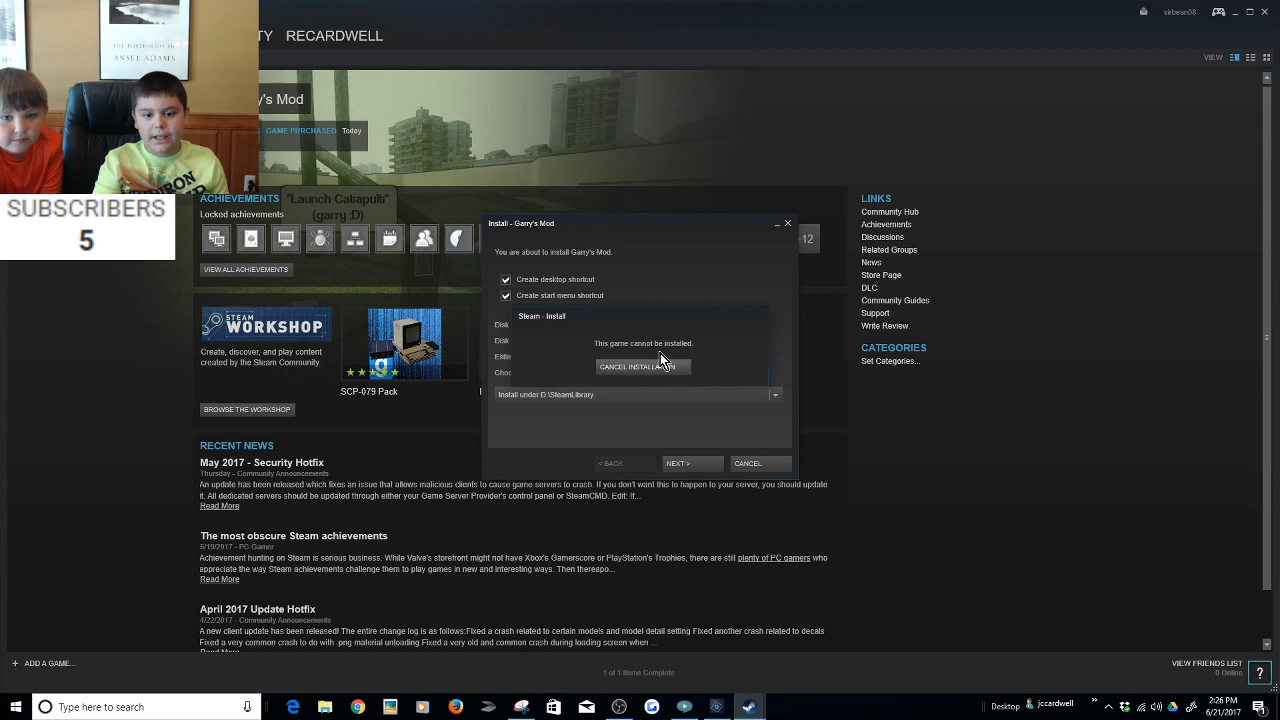 THE PORTFOLIOS OF
ANSEL ADAMS
SUBSCRIBERS
5
TY RECARDWELL
sirbean08
VIEW
y's Mod
GAME PURCHASED Today
ACHIEVEMENTS
Locked achievements
"Launch Catapult"
(garry :D)
+12
VIEW ALL ACHIEVEMENTS
STEAM WORKSHOP
Create, discover, and play content
created by the Steam Community.
BROWSE THE WORKSHOP
SCP-079 Pack
Install - Garry's Mod
You are about to install Garry's Mod.
Create desktop shortcut
Create start menu shortcut
Disk
Disk
Estim
Choo
Steam - Install
This game cannot be installed.
CANCEL INSTALLA
Install under D:\SteamLibrary
< BACK
NEXT >
CANCEL
LINKS
Community Hub
Achievements
Discussions
Related Groups
News
Store Page
DLC
Community Guides
Support
Write Review
CATEGORIES
Set Categories...
RECENT NEWS
May 2017 - Security Hotfix
Thursday - Community Announcements
An update has been released which fixes an issue that allows malicious clients to cause game-servers to crash. If you don't want this to happen to your server, you should update
it. All dedicated servers should be updated through either your Game Server Provider's control panel or SteamCMD. Edit: If...
Read More
The most obscure Steam achievements
5/19/2017 - PC Gamer
Achievement hunting on Steam is serious business. While Valve's storefront might not have Xbox's Gamerscore or PlayStation's Trophies, there are still plenty of PC gamers who
appreciate the way Steam achievements challenge them to play games in new and interesting ways. Then thereapo...
Read More
April 2017 Update Hotfix
4/22/2017 - Community Announcements
A new client update has been released! The entire change log is as follows:Fixed a crash related to certain models and model detail setting Fixed another crash related to decals
Fixed a very common crash to do with .png material unloading Fixed a very old and common crash during loading screen when ...
+ ADD A GAME...
1 of 1 Items Complete
VIEW FRIENDS LIST
0 Online
?
Type here to search
Desktop
jccardwell
2:26 PM
6/21/2017